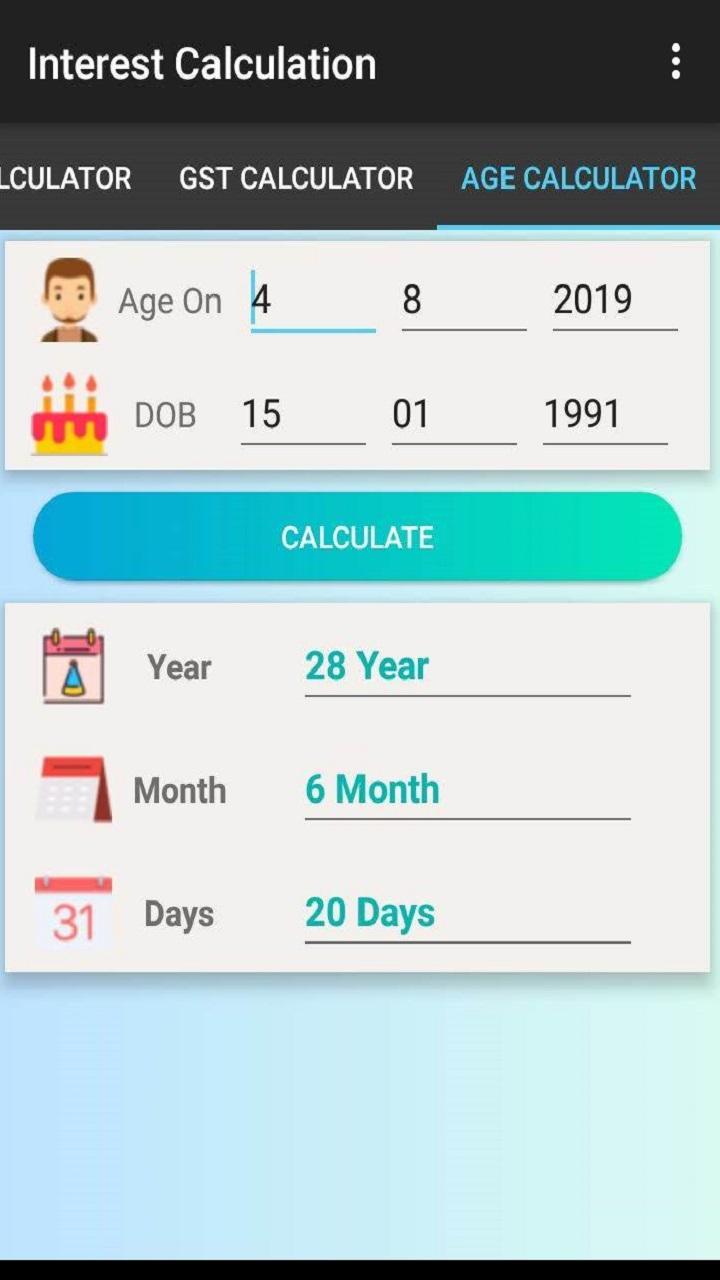 Interest Calculation
LCULATOR GST CALCULATOR AGE CALCULATOR
Age On 4 8 2019
DOB 15 01 1991
CALCULATE
Year 28 Year
Month 6 Month
31 Days 20 Days